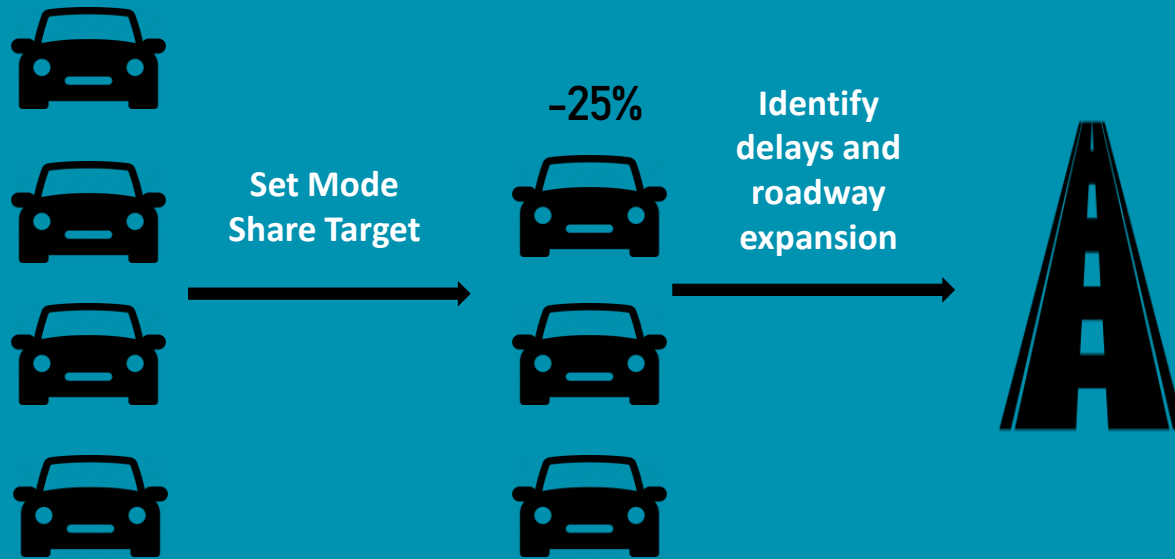 Set Mode
Share Target
-25%
Identify
delays and
roadway
expansion